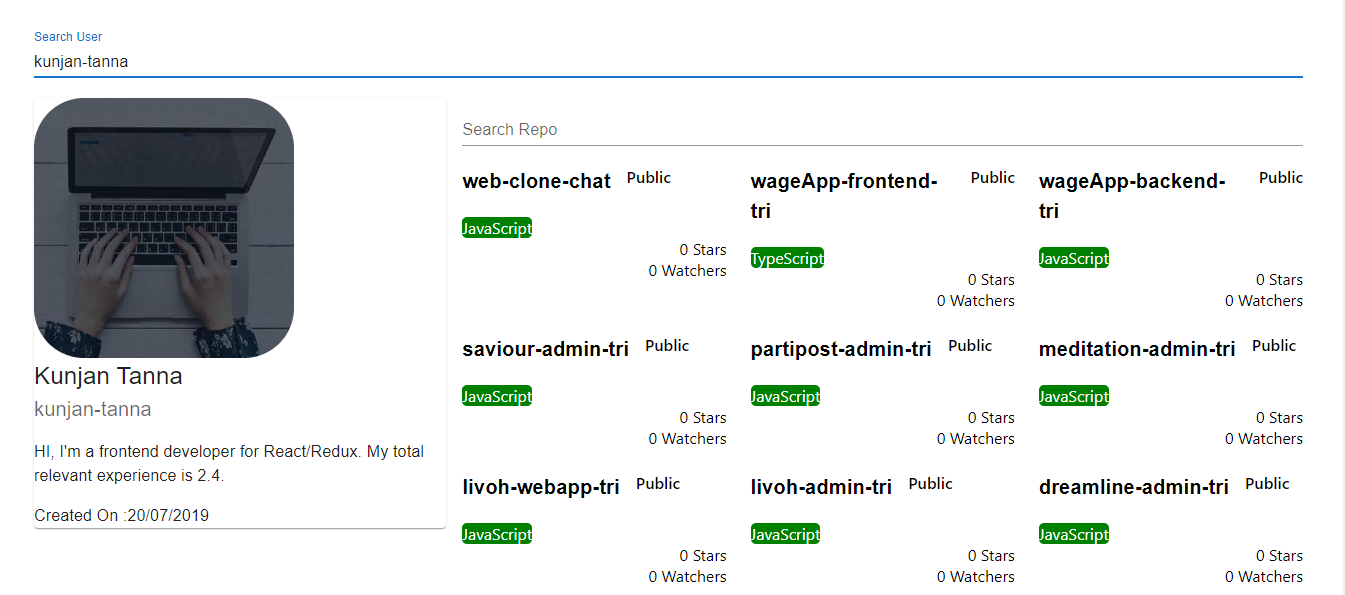 Search User
kunjan-tanna
Kunjan Tanna
kunjan-tanna
HI, I'm a frontend developer for React/Redux. My total
relevant experience is 2.4.
Created On :20/07/2019
Search Repo
web-clone-chat Public
JavaScript
0 Stars
0 Watchers
wageApp-frontend- Public
tri
TypeScript
0 Stars
0 Watchers
wageApp-backend- Public
tri
JavaScript
0 Stars
0 Watchers
saviour-admin-tri Public
JavaScript
0 Stars
0 Watchers
partipost-admin-tri Public
JavaScript
0 Stars
0 Watchers
meditation-admin-tri Public
JavaScript
0 Stars
0 Watchers
livoh-webapp-tri Public
JavaScript
0 Stars
0 Watchers
livoh-admin-tri Public
JavaScript
0 Stars
0 Watchers
dreamline-admin-tri Public
JavaScript
0 Stars
0 Watchers